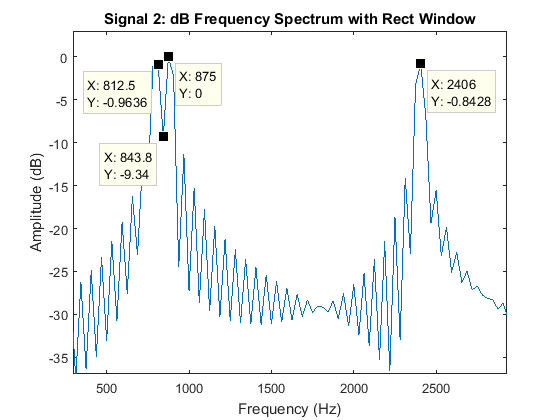 Signal 2: dB Frequency Spectrum with Rect Window
0
-5
-10
-15
-20
-25
-30
-35
Amplitude (dB)
X: 812.5
Y: -0.9636
X: 875
Y: 0
X: 843.8
Y: -9.34
X: 2406
Y: -0.8428
500
1000
1500
2000
2500
Frequency (Hz)